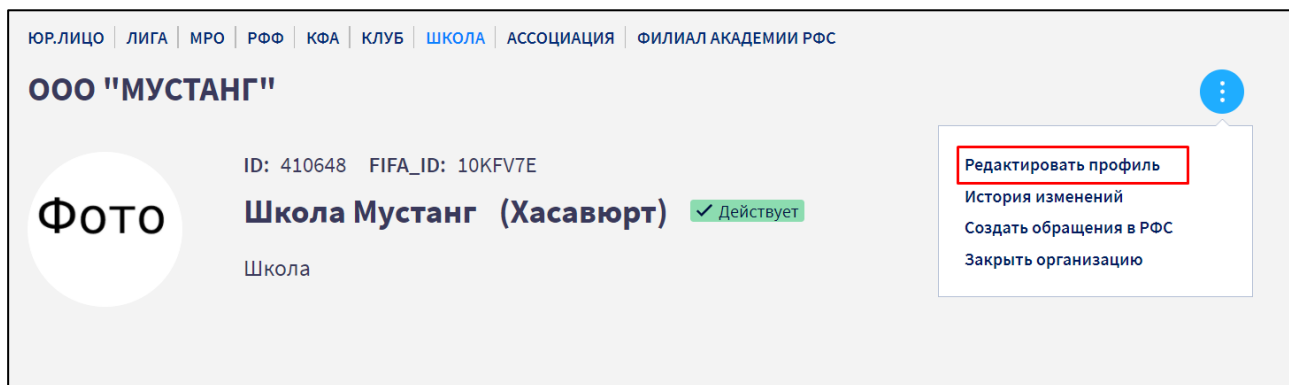 ЮР.ЛИЦО | ЛИГА | МРО | РФФ | КФА | КЛУБ | ШКОЛА | АССОЦИАЦИЯ | ФИЛИАЛ АКАДЕМИИ РФС
ООО "МУСТАНГ"
Фото
ID: 410648 FIFA_ID: 10KFV7E
Школа Мустанг (Хасавюрт) ✓ Действует
Школа
Редактировать профиль
История изменений
Создать обращения в РФС
Закрыть организацию